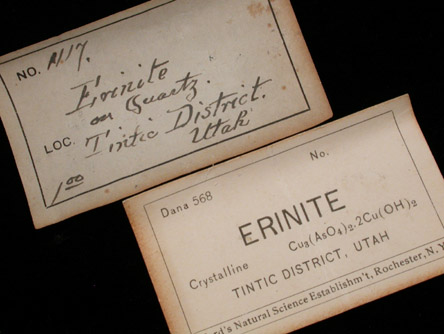 NO. 417.
Erinite
on Quartz.
LOC. Tintic District.
Utah
1.00
No.
Dana 568
ERINITE
Crystalline Cu3(AsO4)2.2Cu(OH)2
TINTIC DISTRICT, UTAH
Natural Science Establishm't, Rochester, N.Y